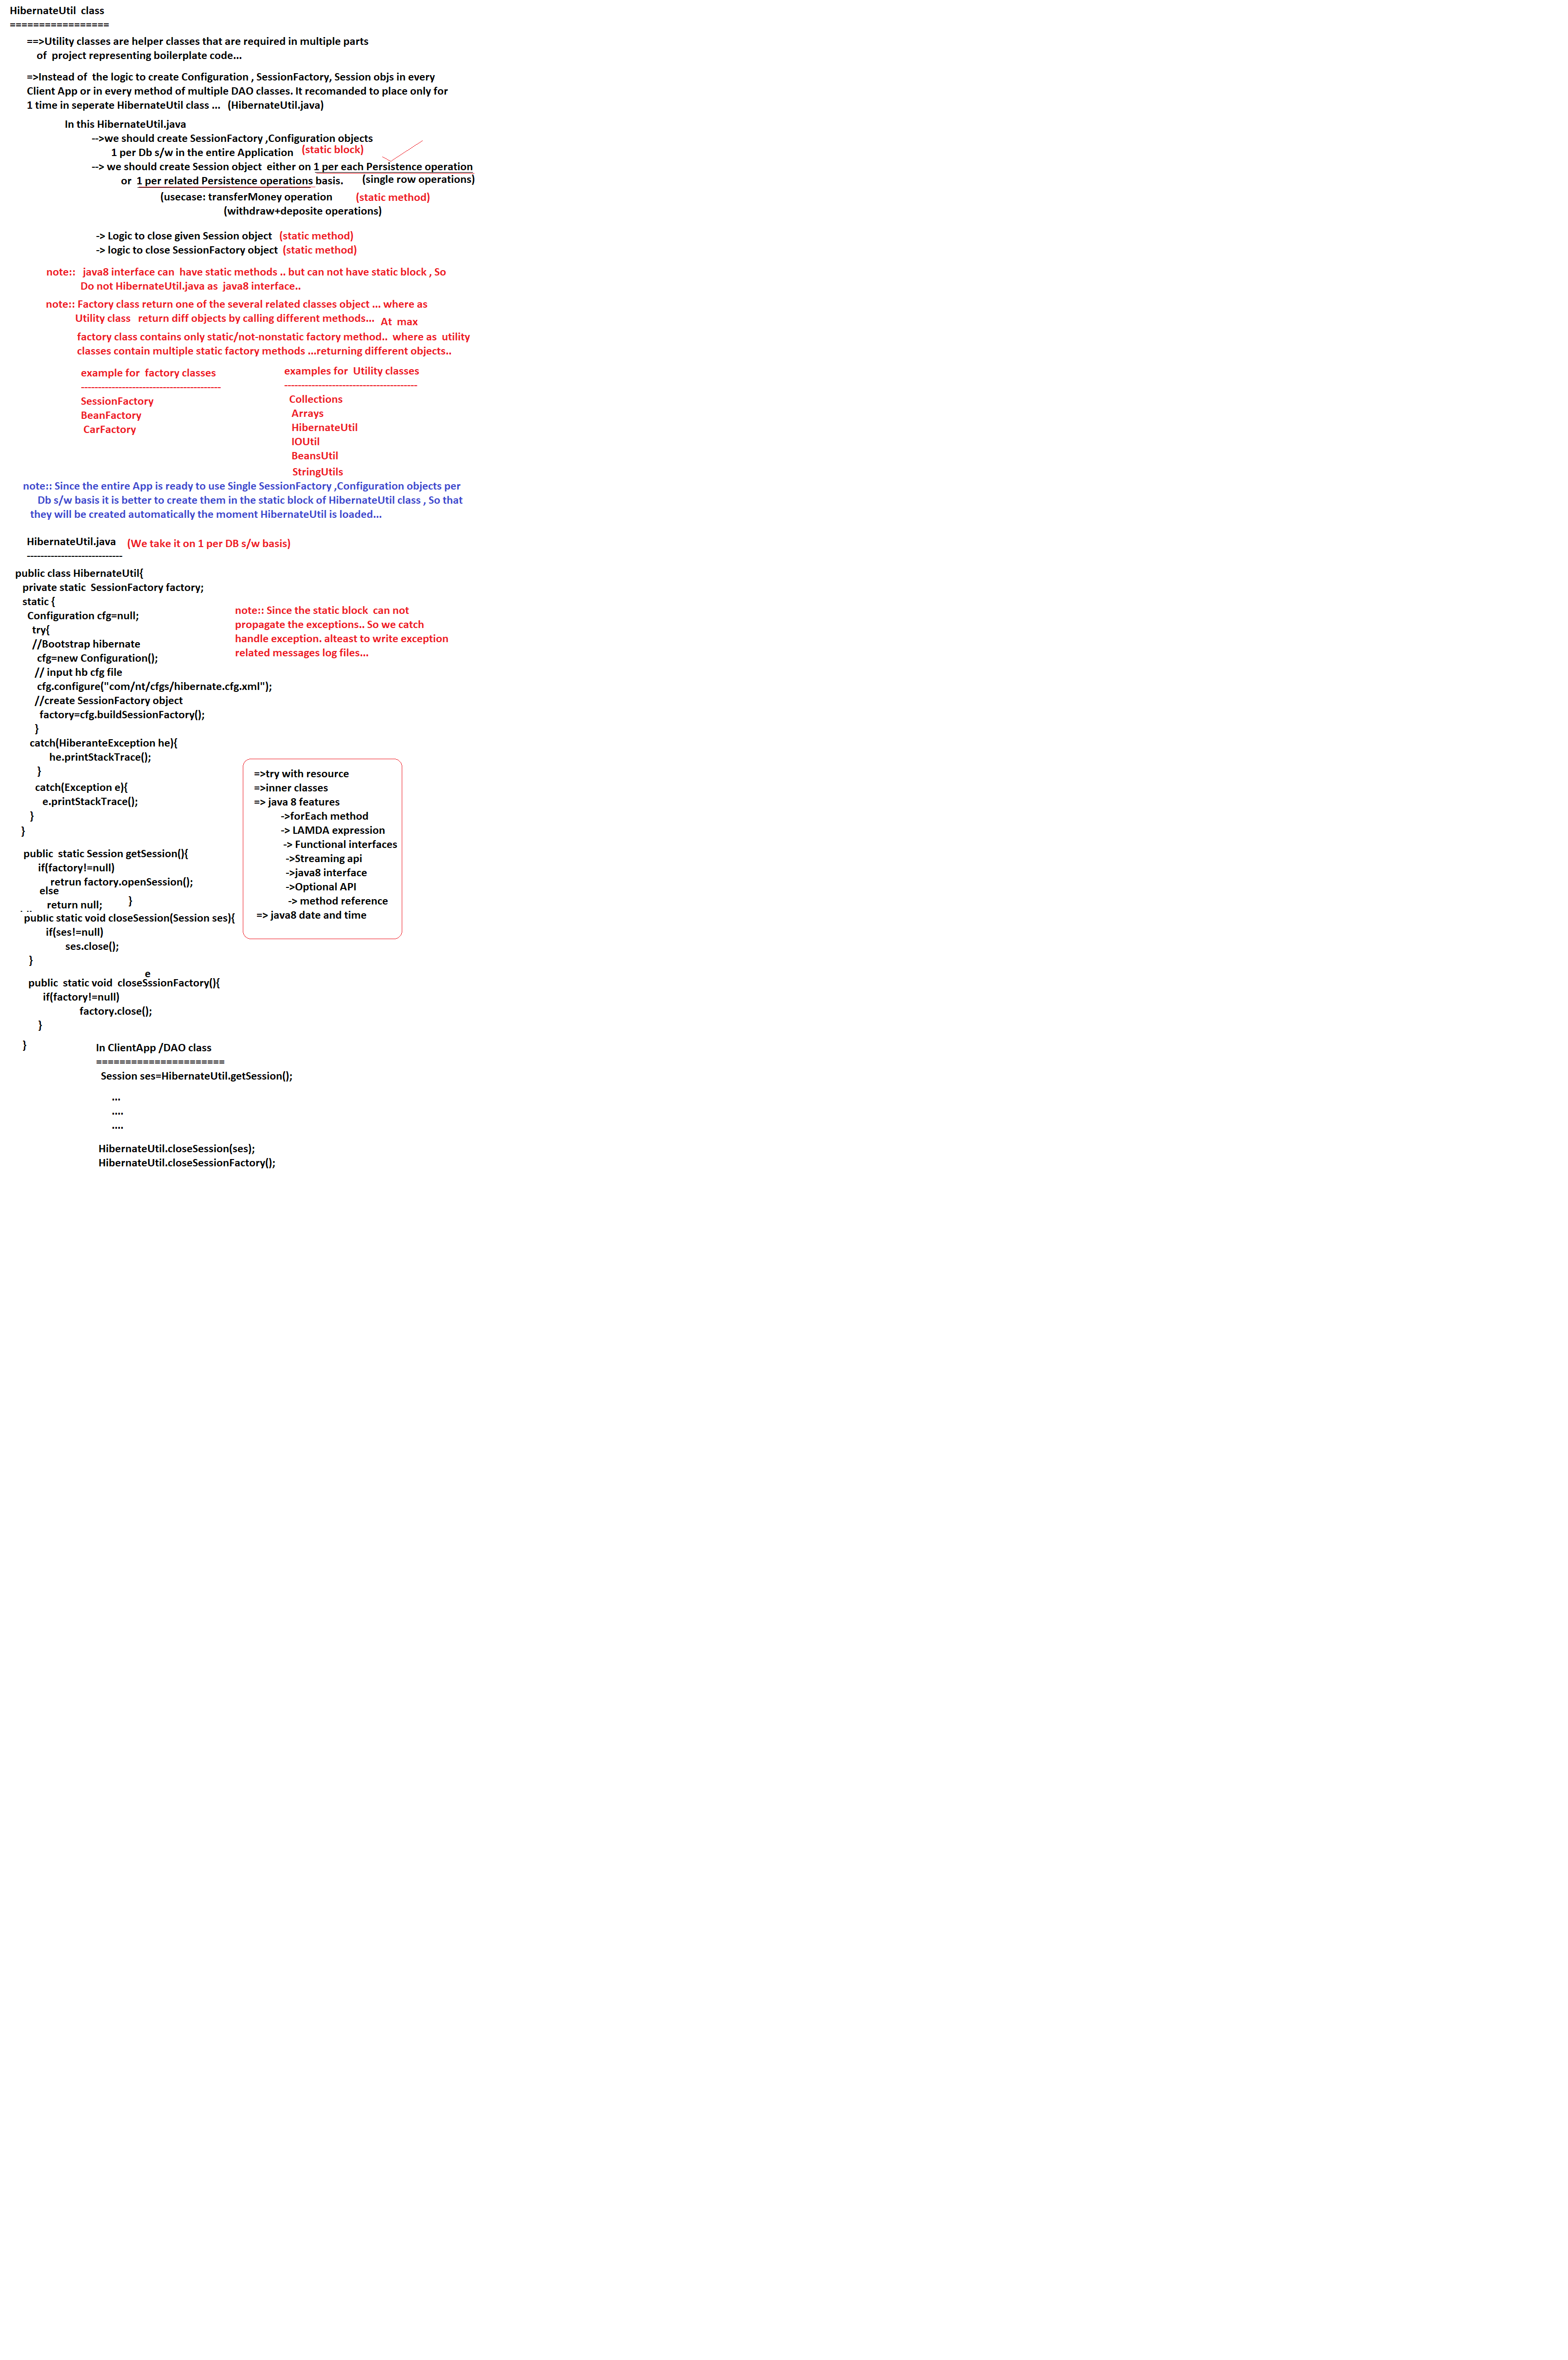 HibernateUtil  class
=================
==>Utility classes are helper classes that are required in multiple parts
of  project representing boilerplate code...
=>Instead of  the logic to create Configuration , SessionFactory, Session objs in every
Client App or in every method of multiple DAO classes. It recomanded to place only for
1 time in seperate HibernateUtil class ...   (HibernateUtil.java)
In this HibernateUtil.java
-->we should create SessionFactory ,Configuration objects
1 per Db s/w in the entire Application   (static block)
--> we should create Session object  either on 1 per each Persistence operation
or  1 per related Persistence operations basis.   (single row operations)
(usecase: transferMoney operation   (static method)
(withdraw+deposite operations)
-> Logic to close given Session object   (static method)
-> logic to close SessionFactory object  (static method)
note::   java8 interface can  have static methods .. but can not have static block , So
Do not HibernateUtil.java as  java8 interface..
note:: Factory class return one of the several related classes object ... where as
Utility class   return diff objects by calling different methods...  At  max
factory class contains only static/not-nonstatic factory method..  where as  utility
classes contain multiple static factory methods ...returning different objects..
example for  factory classes
-----------------------------------------
SessionFactory
BeanFactory
CarFactory
examples for  Utility classes
---------------------------------------
Collections
Arrays
HibernateUtil
IOUtil
BeansUtil
StringUtils
note:: Since the entire App is ready to use Single SessionFactory ,Configuration objects per
Db s/w basis it is better to create them in the static block of HibernateUtil class , So that
they will be created automatically the moment HibernateUtil is loaded...
HibernateUtil.java   (We take it on 1 per DB s/w basis)
----------------------------
public class HibernateUtil{
private static  SessionFactory factory;
static {
Configuration cfg=null;
try{
//Bootstrap hibernate
cfg=new Configuration();
// input hb cfg file
cfg.configure("com/nt/cfgs/hibernate.cfg.xml");
//create SessionFactory object
factory=cfg.buildSessionFactory();
}
catch(HiberanteException he){
he.printStackTrace();
}
catch(Exception e){
e.printStackTrace();
}
}
note:: Since the static block  can not
propagate the exceptions.. So we catch
handle exception. alteast to write exception
related messages log files...
public  static Session getSession(){
if(factory!=null)
retrun factory.openSession();
else
return null;   }
public static void closeSession(Session ses){
if(ses!=null)
ses.close();
}
e
public  static void  closeSssionFactory(){
if(factory!=null)
factory.close();
}
}
=>try with resource
=>inner classes
=> java 8 features
->forEach method
-> LAMDA expression
-> Functional interfaces
->Streaming api
->java8 interface
->Optional API
-> method reference
=> java8 date and time
In ClientApp /DAO class
======================
Session ses=HibernateUtil.getSession();
...
....
....
HibernateUtil.closeSession(ses);
HibernateUtil.closeSessionFactory();